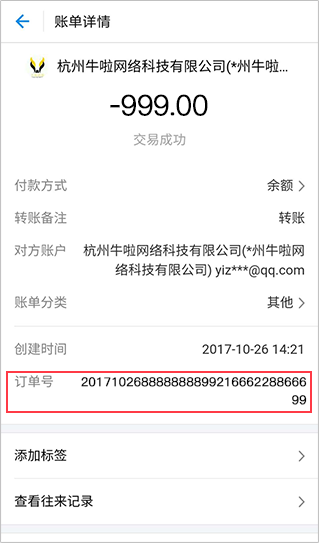 账单详情
杭州牛啦网络科技有限公司(*州牛啦...
-999.00
交易成功
付款方式 余额
转账备注 转账
对方账户 杭州牛啦网络科技有限公司(*州牛啦网
络科技有限公司) yiz***@qq.com
账单分类 其他
创建时间 2017-10-26 14:21
订单号 20171026888888899216662288666
99
添加标签
查看往来记录